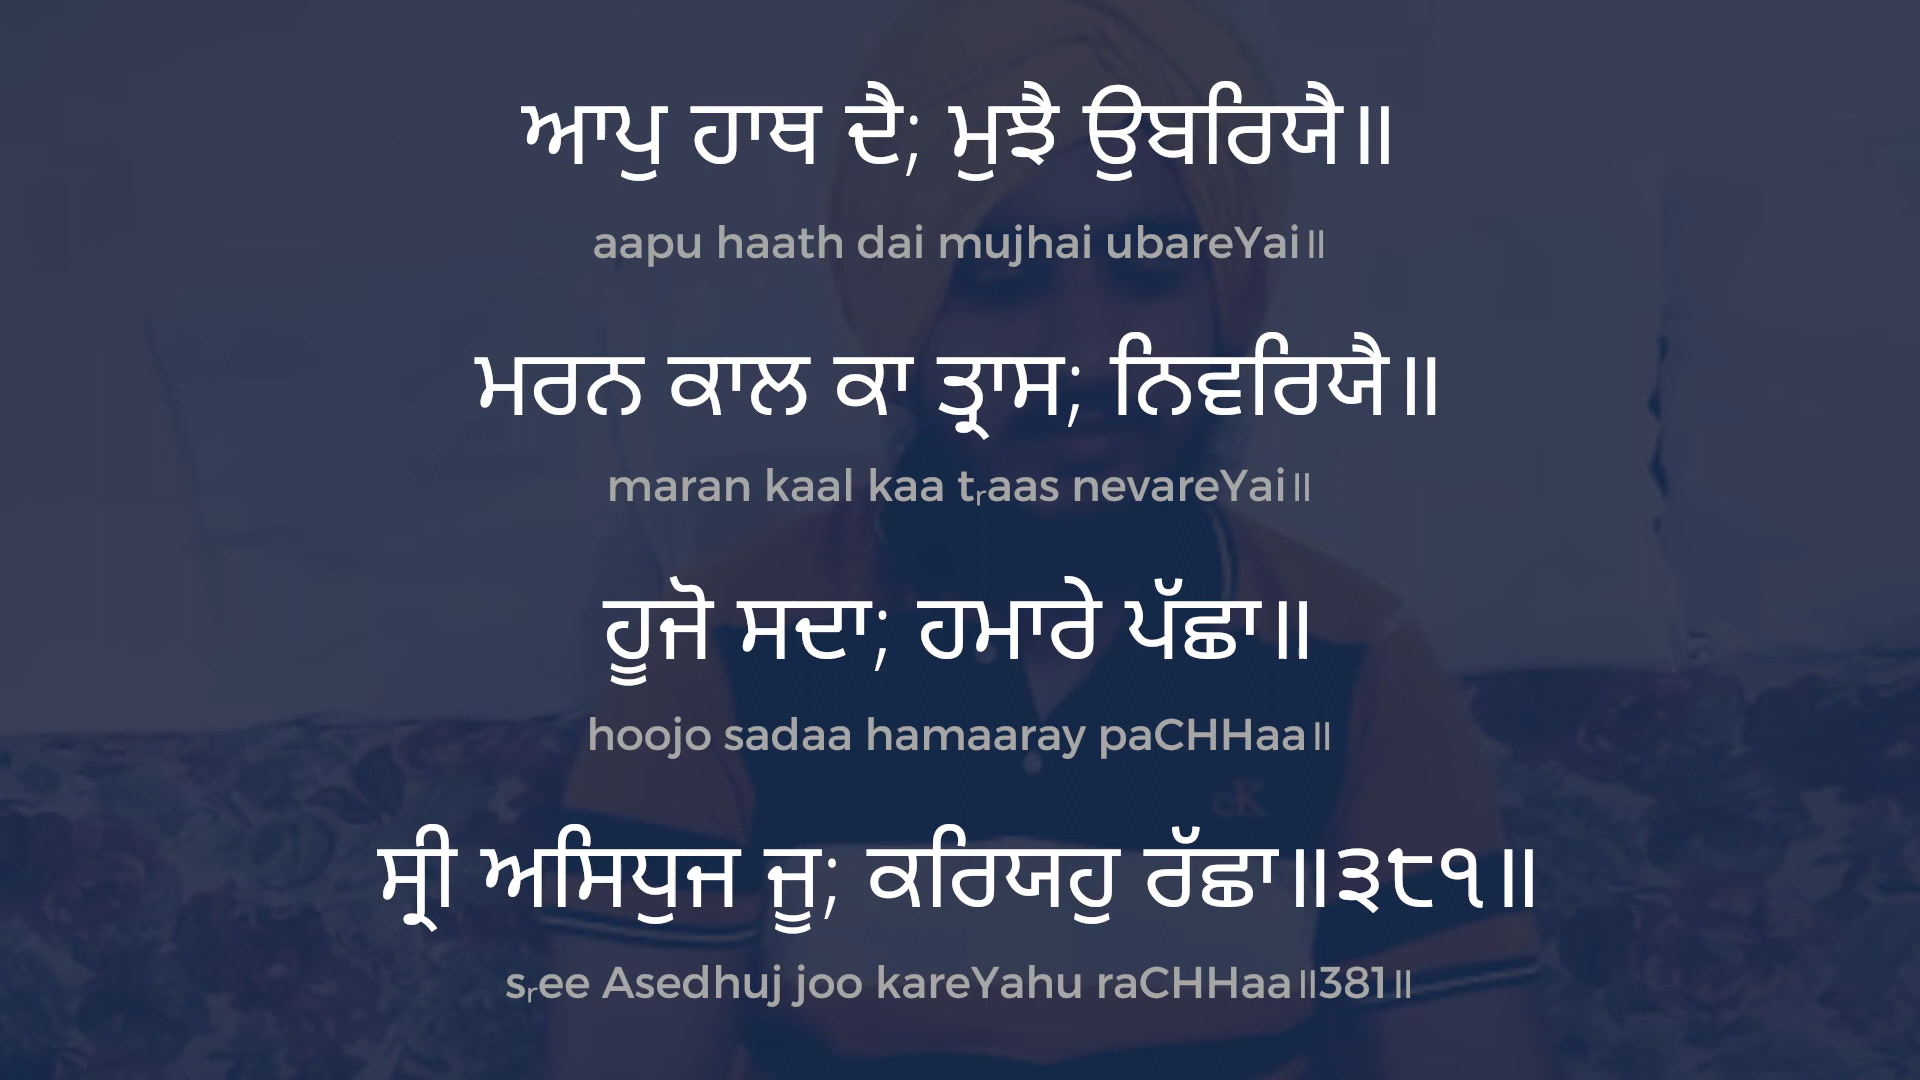 ਆਪੁ ਹਾਥ ਦੈ; ਮੁਝੈ ਉਬਰਿਯੈ॥
aapu haath dai mujhai ubareYai॥
ਮਰਨ ਕਾਲ ਕਾ ਤ੍ਰਾਸ; ਨਿਵਰਿਯੈ॥
maran kaal kaa tᵣaas nevareYai॥
ਹੂਜੋ ਸਦਾ; ਹਮਾਰੇ ਪੱਛਾ॥
hoojo sadaa hamaaray paCHHaa॥
cK
ਸ੍ਰੀ ਅਸਿਧੁਜ ਜੂ; ਕਰਿਯਹੁ ਰੱਛਾ॥੩੮੧॥
sᵣee Asedhuj joo kareYahu raCHHaa॥381॥